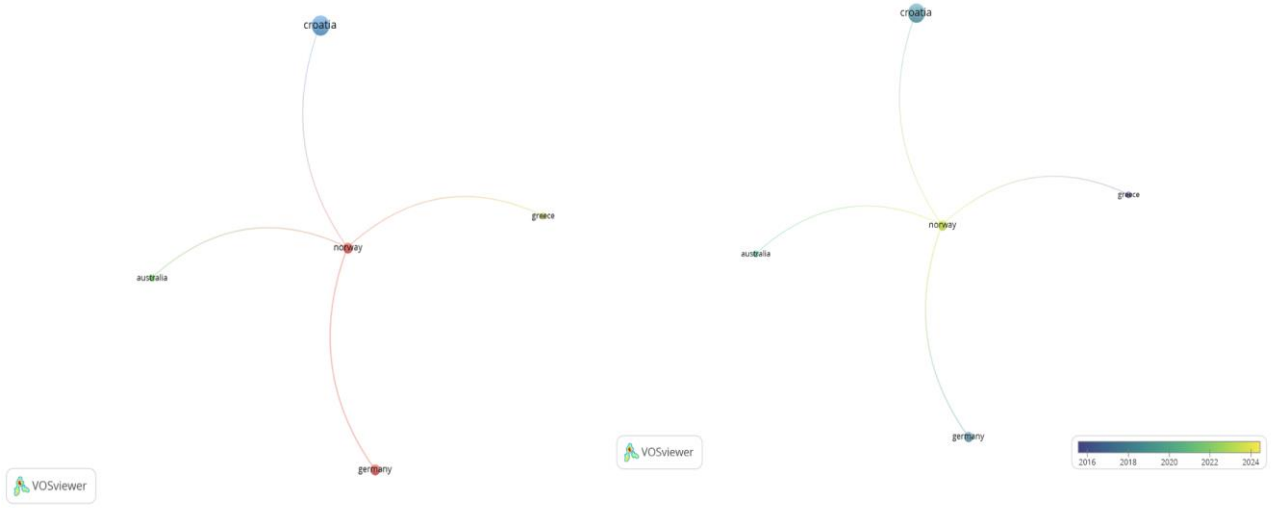 croatia
greece
norway
australia
germany
VOSviewer
croatia
greece
norway
australia
germany
VOSviewer
2016 2018 2020 2022 2024